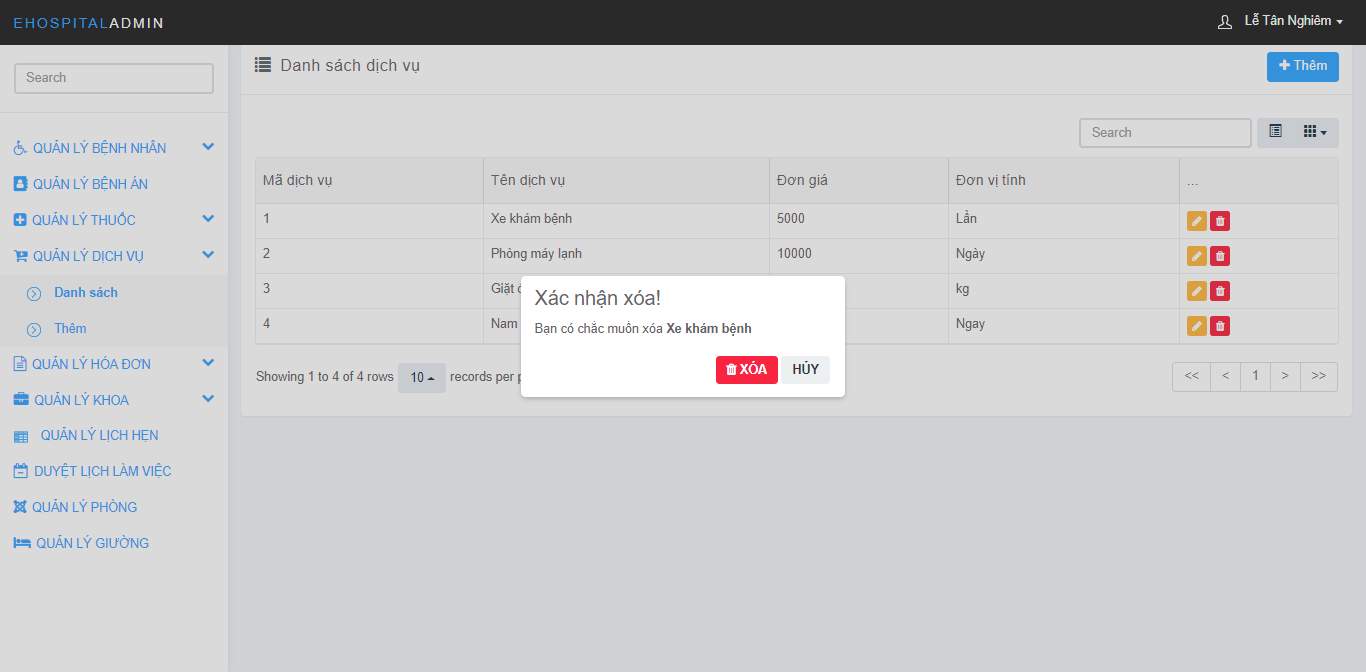 EHOSPITALADMIN
Lễ Tân Nghiêm
Search
QUẢN LÝ BỆNH NHÂN
QUẢN LÝ BỆNH ÁN
QUẢN LÝ THUỐC
QUẢN LÝ DỊCH VỤ
Danh sách
Thêm
QUẢN LÝ HÓA ĐƠN
QUẢN LÝ KHOA
QUẢN LÝ LỊCH HẸN
DUYỆT LỊCH LÀM VIỆC
QUẢN LÝ PHÒNG
QUẢN LÝ GIƯỜNG
Danh sách dịch vụ
Thêm
Search
Mã dịch vụ Tên dịch vụ Đơn giá Đơn vị tính ...
1 Xe khám bệnh 5000 Lần
2 Phòng máy lạnh 10000 Ngày
3 Giặt kg
4 Nam Ngay
Xác nhận xóa!
Bạn có chắc muốn xóa Xe khám bệnh
XÓA HỦY
Showing 1 to 4 of 4 rows 10 records per
<< < 1 > >>